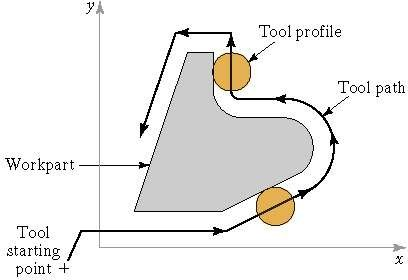 y
Tool profile
Tool path
Workpart
Tool
starting
point +
x